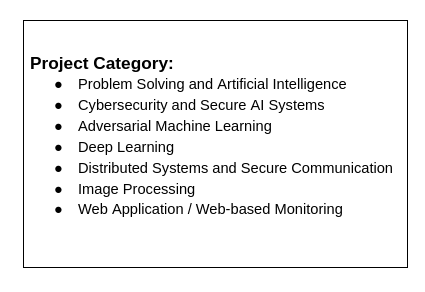 Project Category:
● Problem Solving and Artificial Intelligence
● Cybersecurity and Secure AI Systems
● Adversarial Machine Learning
● Deep Learning
● Distributed Systems and Secure Communication
● Image Processing
● Web Application / Web-based Monitoring